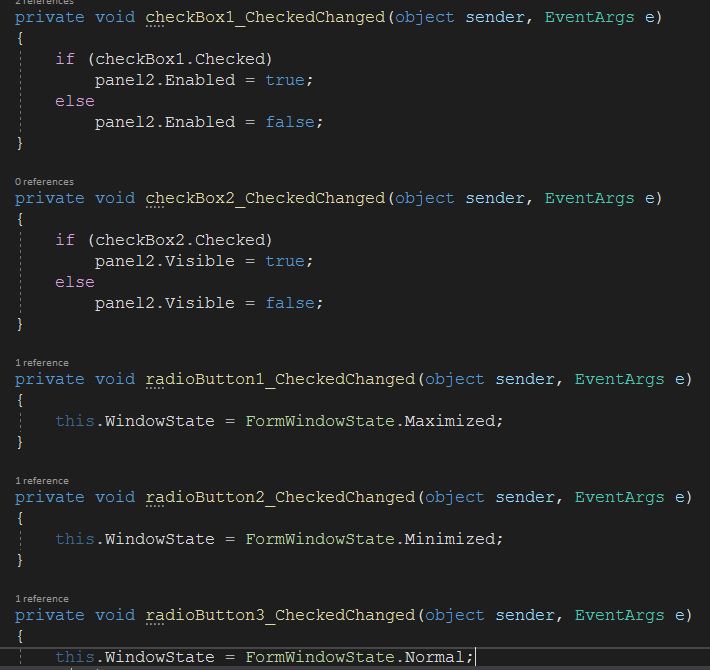 2 references
private void checkBox1_CheckedChanged(object sender, EventArgs e)
{
if (checkBox1.Checked)
panel2.Enabled = true;
else
panel2.Enabled = false;
}
0 references
private void checkBox2_CheckedChanged(object sender, EventArgs e)
{
if (checkBox2.Checked)
panel2.Visible = true;
else
panel2.Visible = false;
}
1 reference
private void radioButton1_CheckedChanged(object sender, EventArgs e)
{
this.WindowState = FormWindowState.Maximized;
}
1 reference
private void radioButton2_CheckedChanged(object sender, EventArgs e)
{
this.WindowState = FormWindowState.Minimized;
}
1 reference
private void radioButton3_CheckedChanged(object sender, EventArgs e)
{
this.WindowState = FormWindowState.Normal;